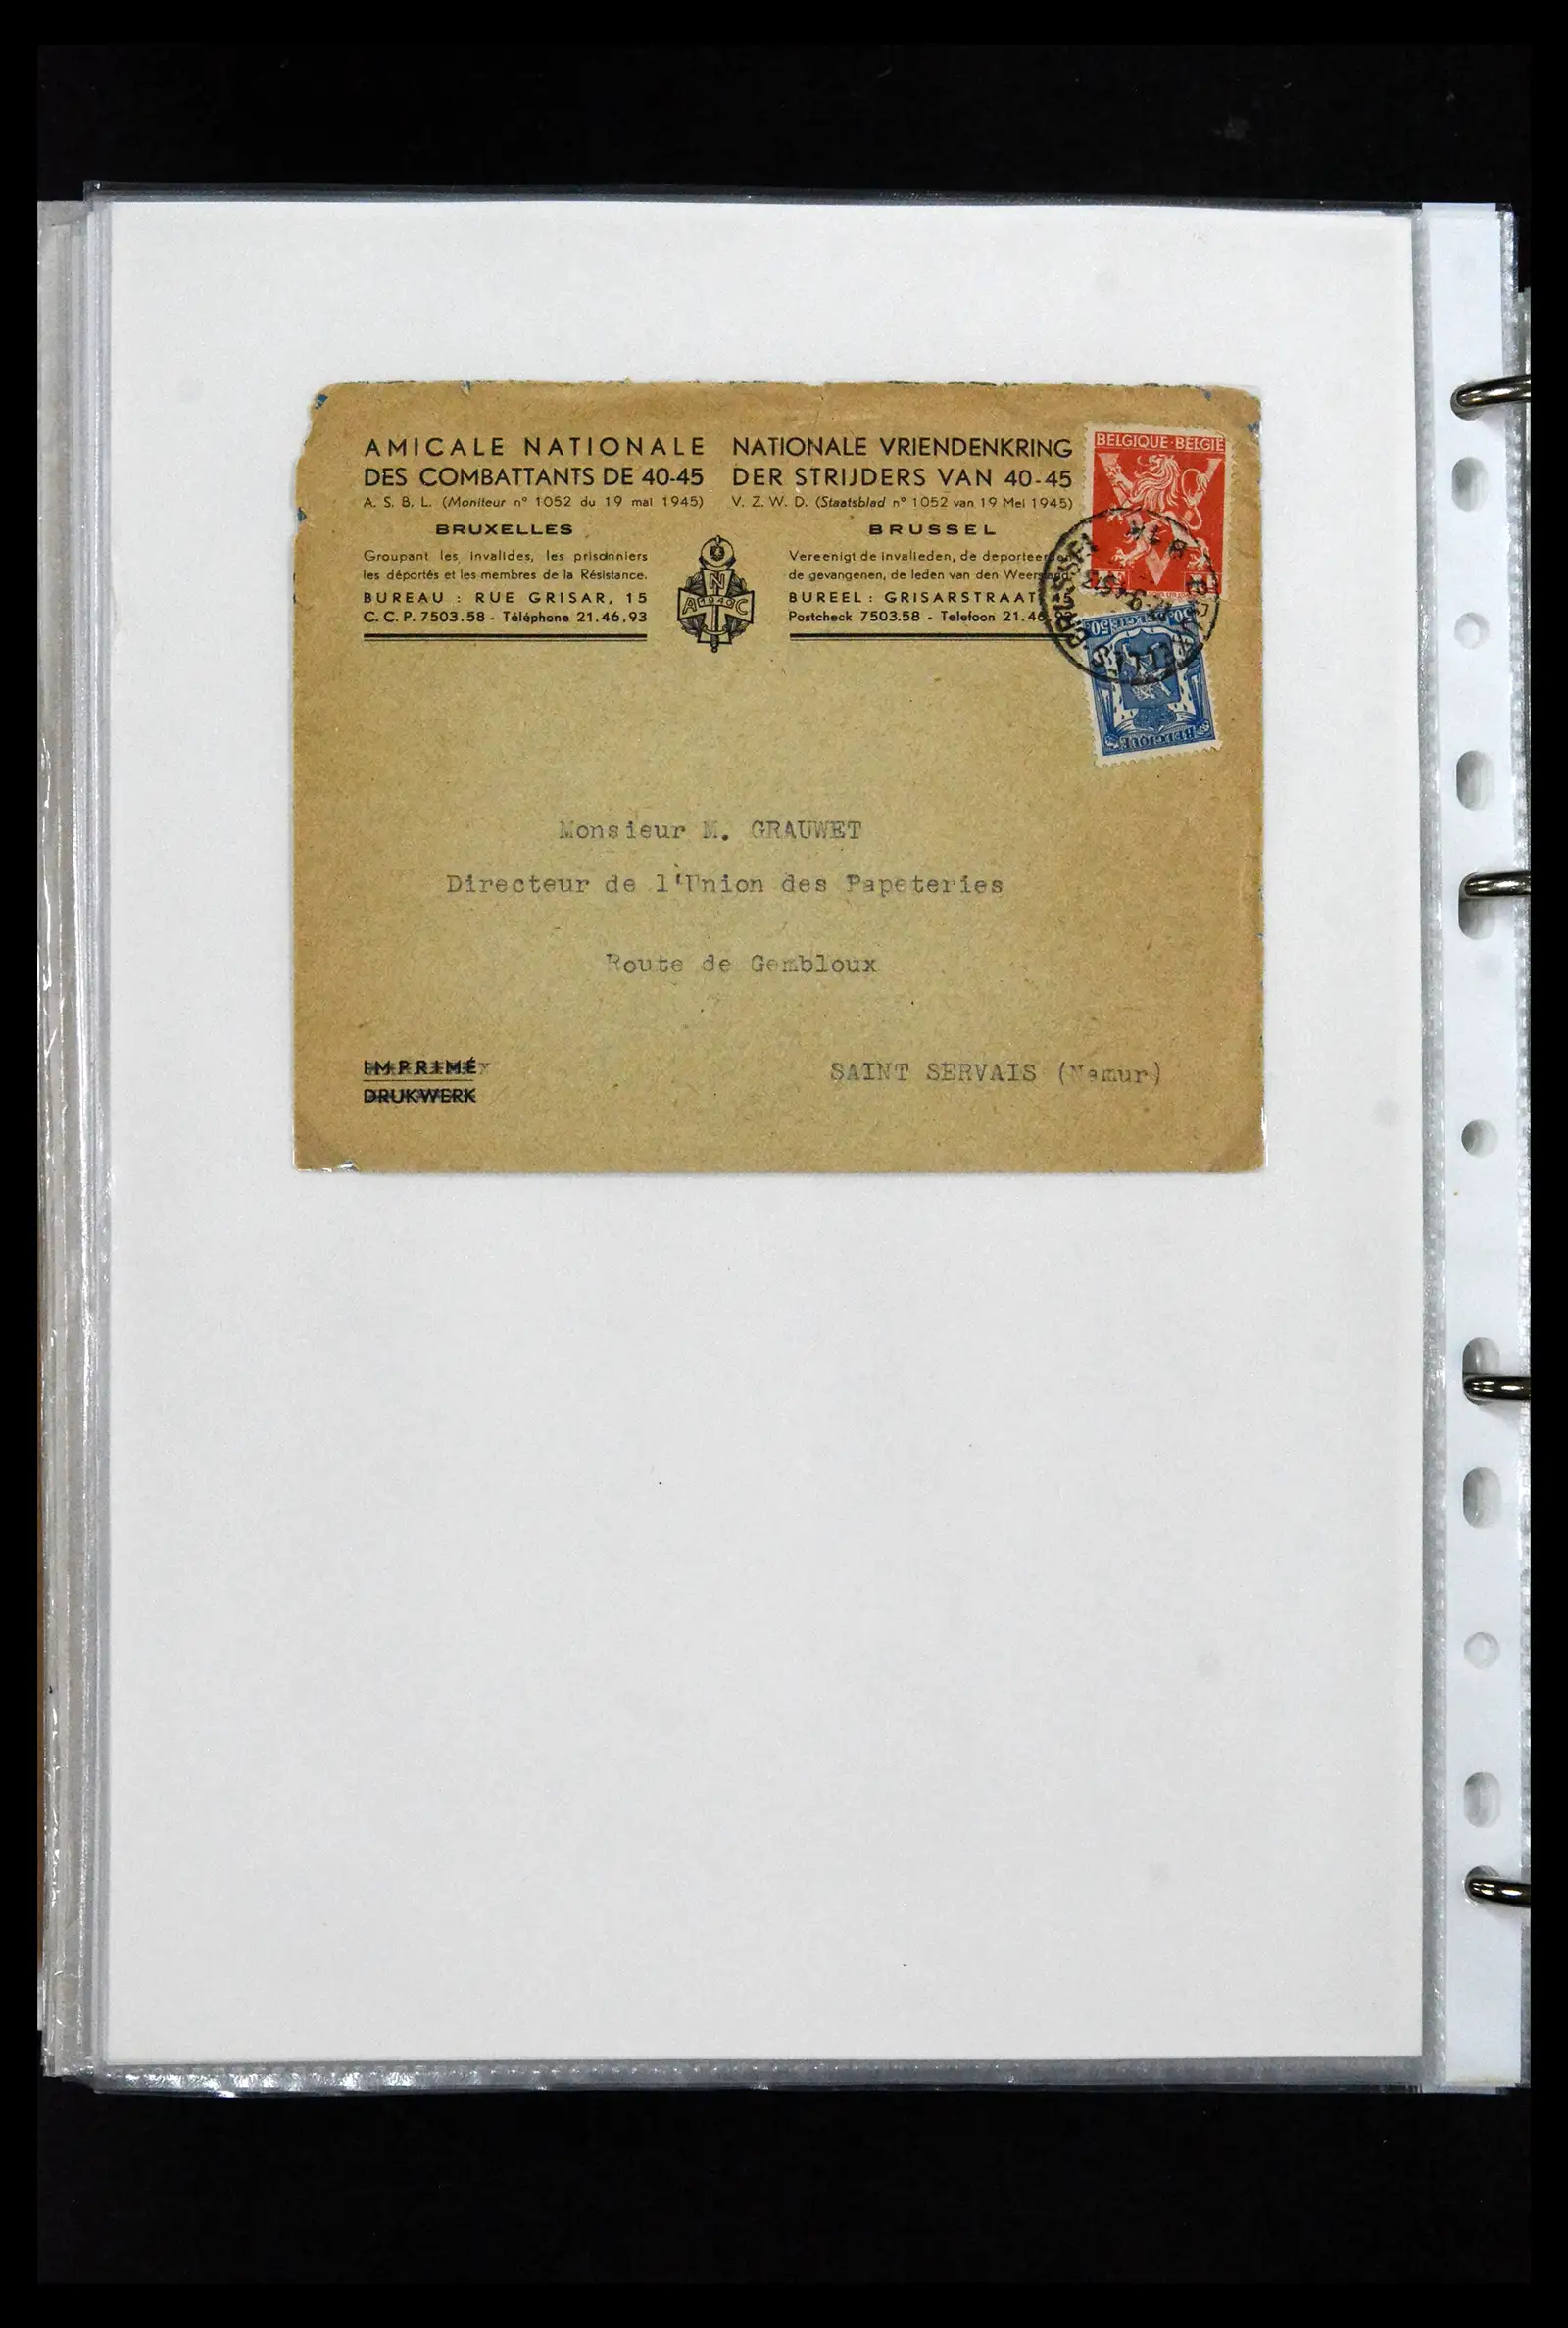 AMICALE NATIONALE
DES COMBATTANTS DE 40-45
A. S. B. L. (Moniteur n° 1052 du 19 mai 1945)
BRUXELLES
Groupant les invalides, les prisonniers
les déportés et les membres de la Résistance.
BUREAU : RUE GRISAR, 15
C. C. P. 7503.58 - Téléphone 21.46.93
NATIONALE VRIENDENKRING
DER STRIJDERS VAN 40-45
V. Z. W. D. (Staatsblad n° 1052 van 19 Mei 1945)
BRUSSEL
Vereenigt de invalieden, de
de gevangenen, de leden van den
BUREEL : GRISARSTRAAT
Postcheck 7503.58 - Telefoon 21.46
N
A 1940 C
BELGIQUE-BELGIË
BELGIQUE
Monsieur M. GRAUWET
Directeur de l'Union des Papeteries
Route de Gembloux
IMPRIMÉ
DRUKWERK
SAINT SERVAIS (Namur)